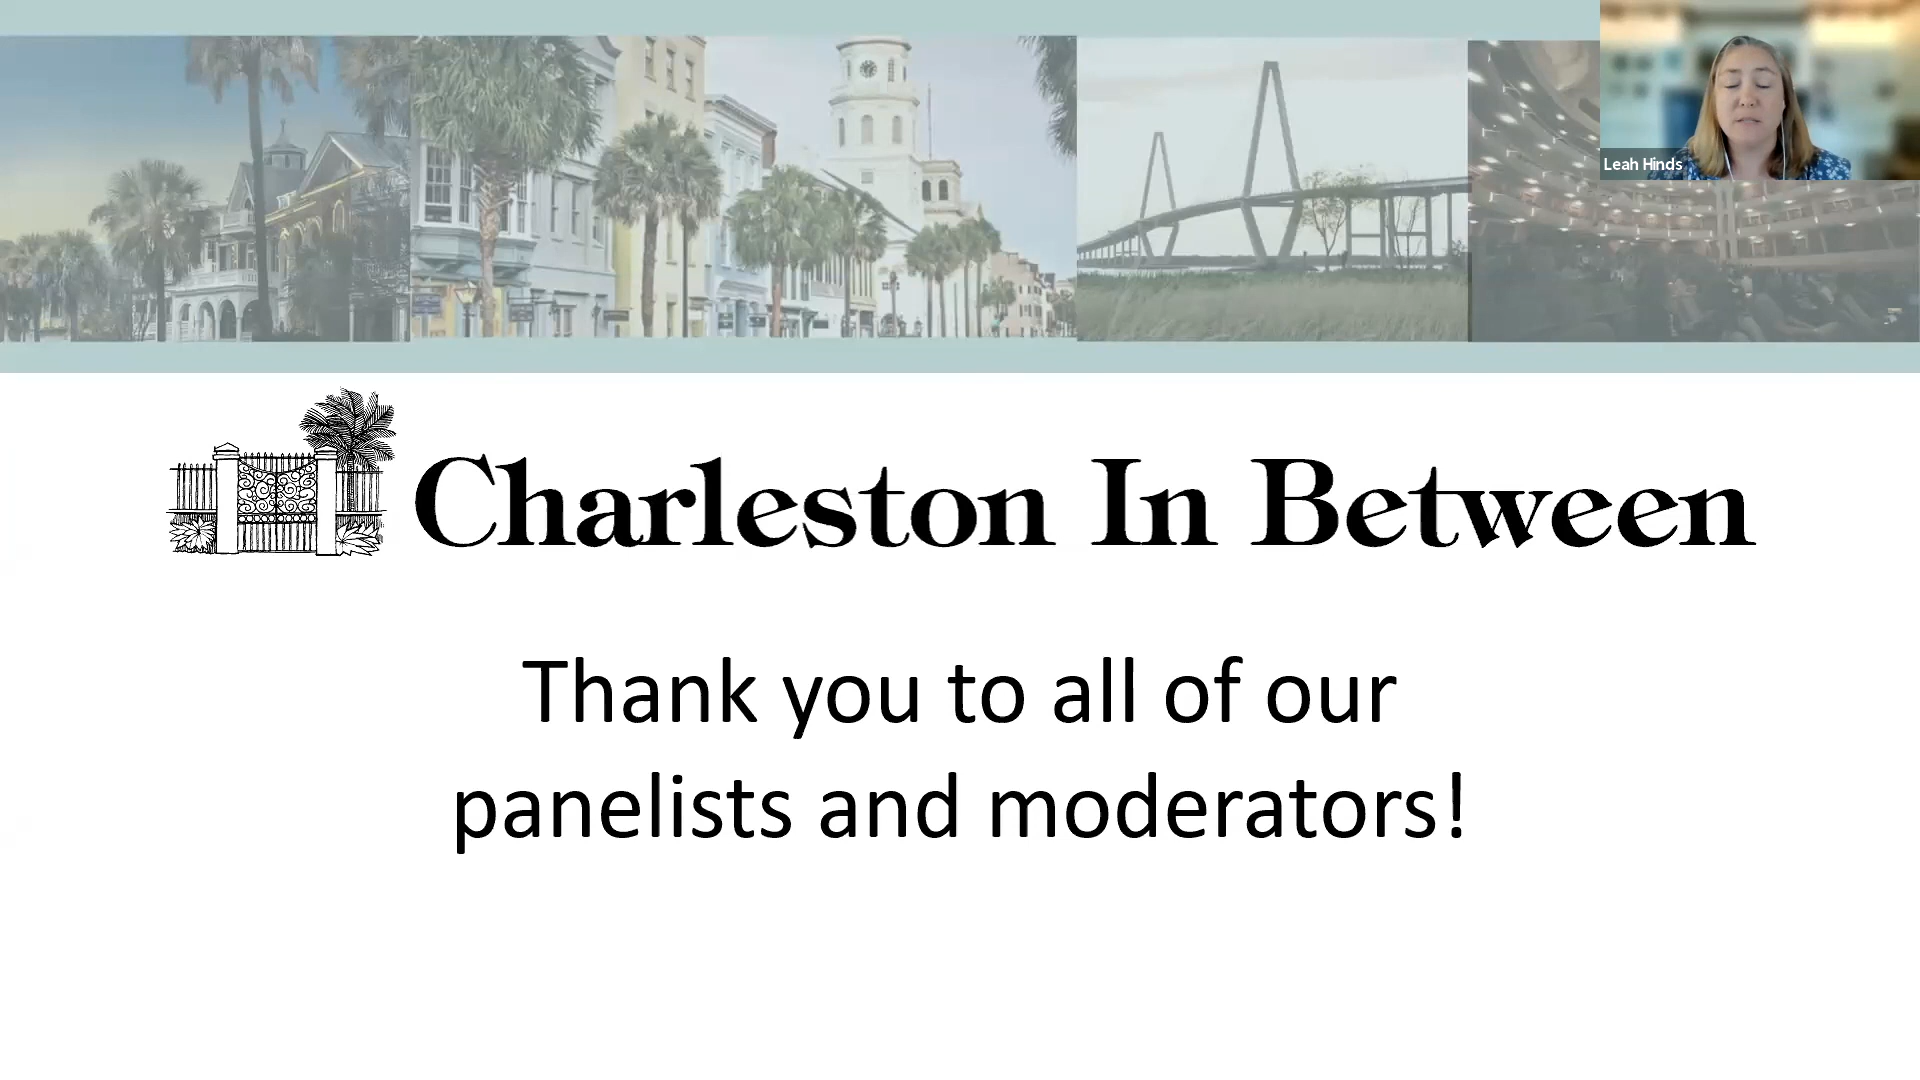 Leah Hinds
Charleston In Between
Thank you to all of our
panelists and moderators!